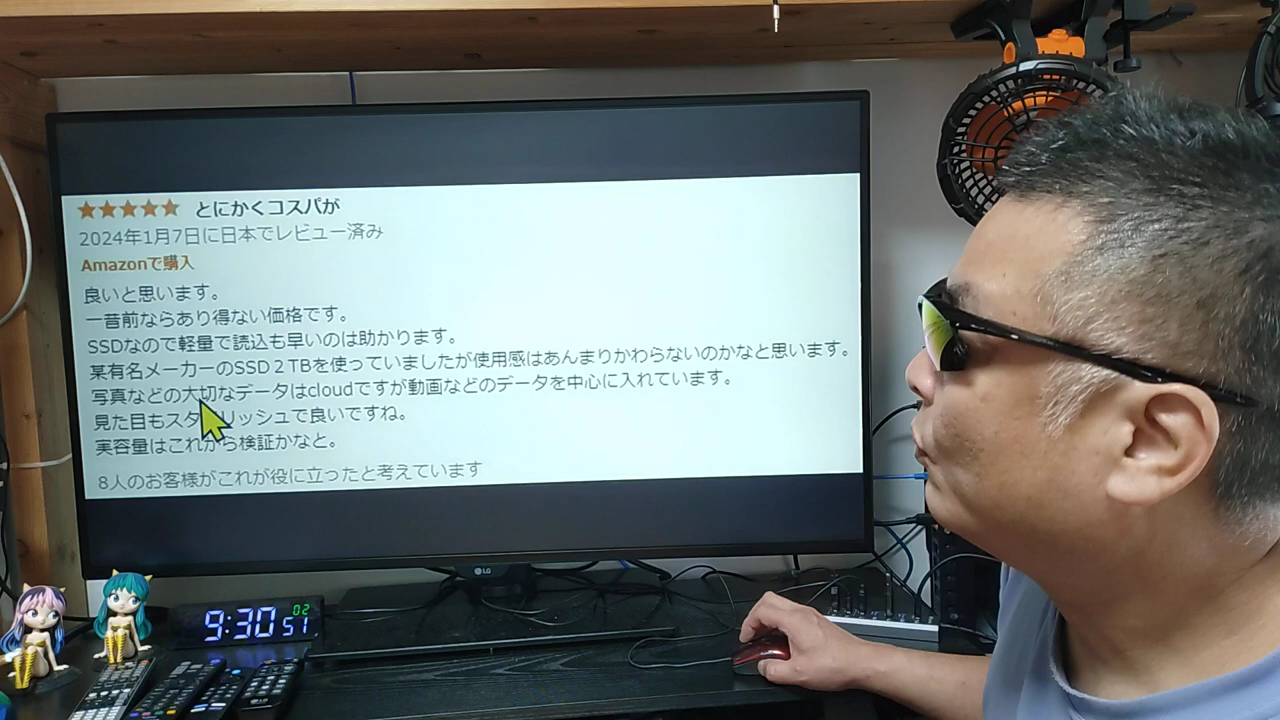 とにかくコスパが
2024年1月7日に日本でレビュー済み
Amazonで購入
良いと思います。
一昔前ならあり得ない価格です。
SSDなので軽量で読込も早いのは助かります。
某有名メーカーのSSD２TBを使っていましたが使用感はあんまりかわらないのかなと思います。
写真などの大切なデータはcloudですが動画などのデータを中心に入れています。
見た目もスタイリッシュで良いですね。
実容量はこれから検証かなと。
8人のお客様がこれが役に立ったと考えています
LG
9:30 51
02